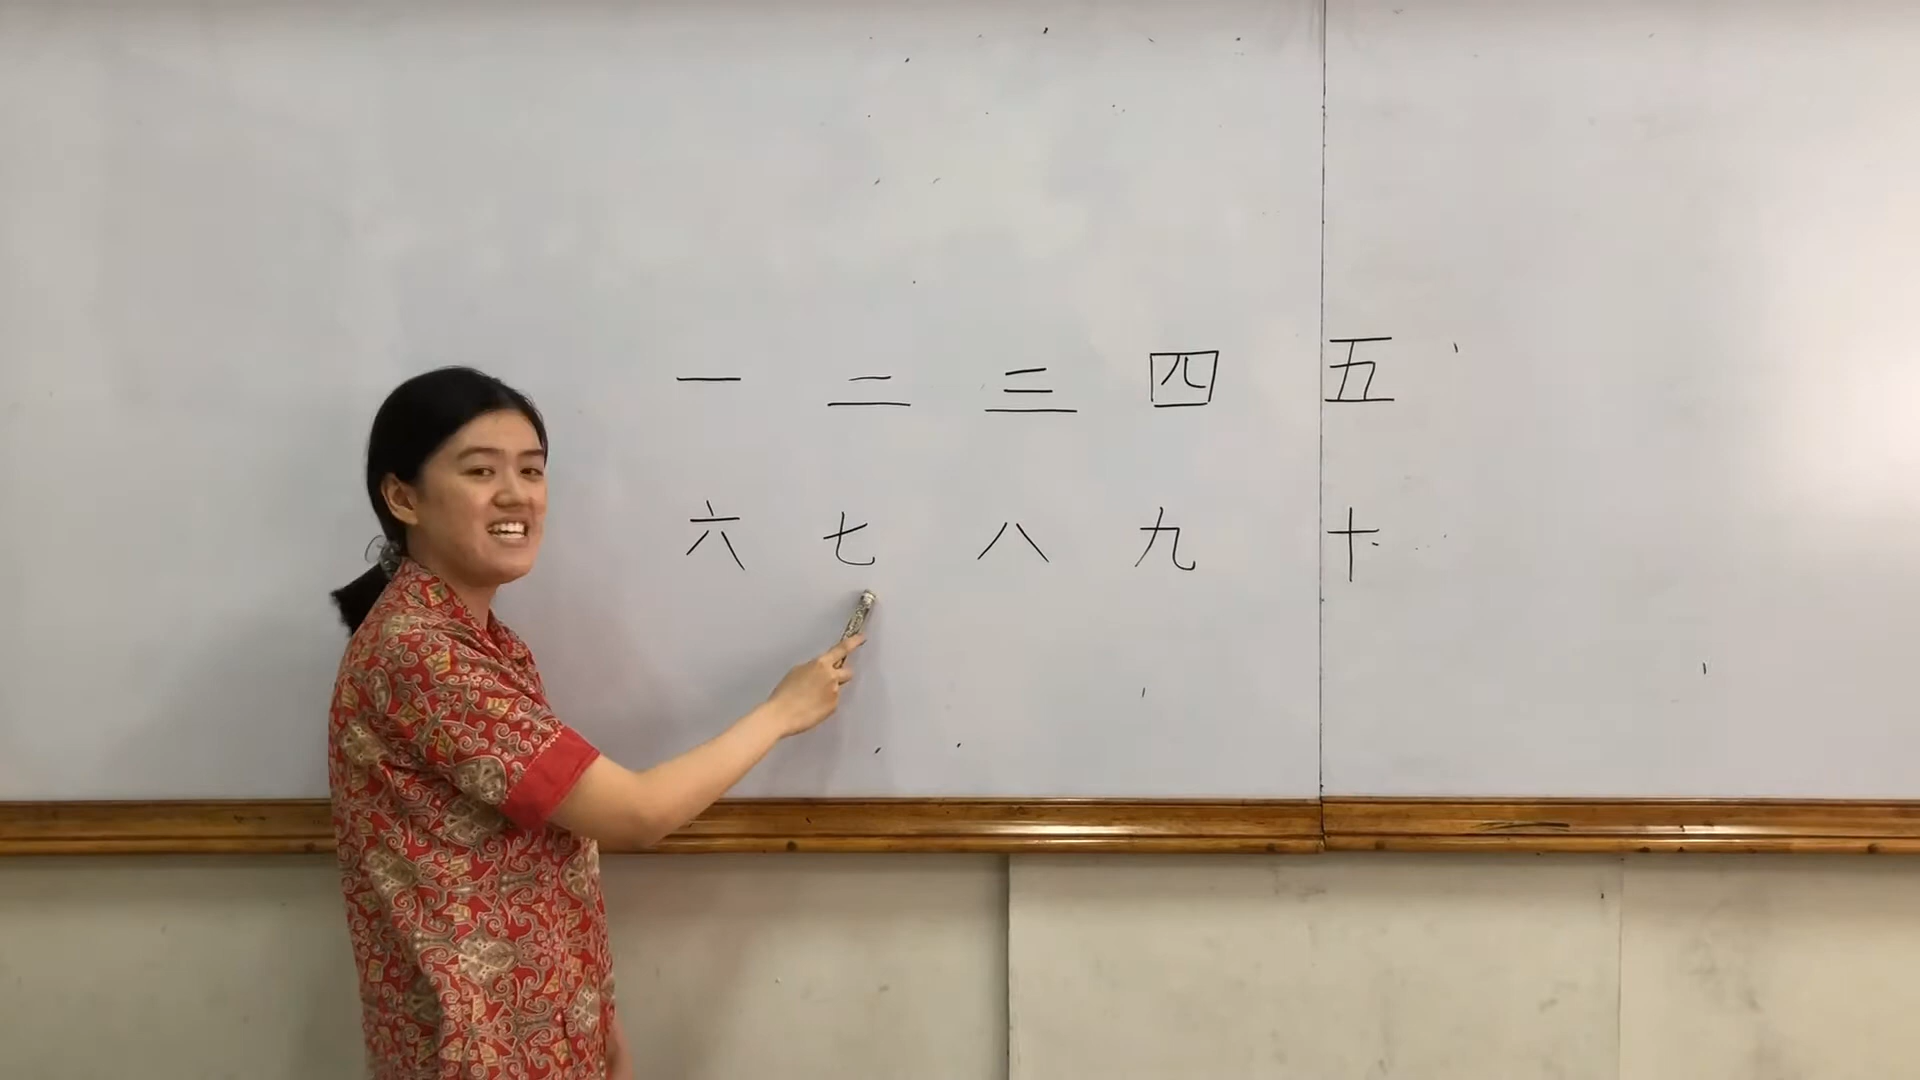 一 二 三 四 五
六 七 八 九 十